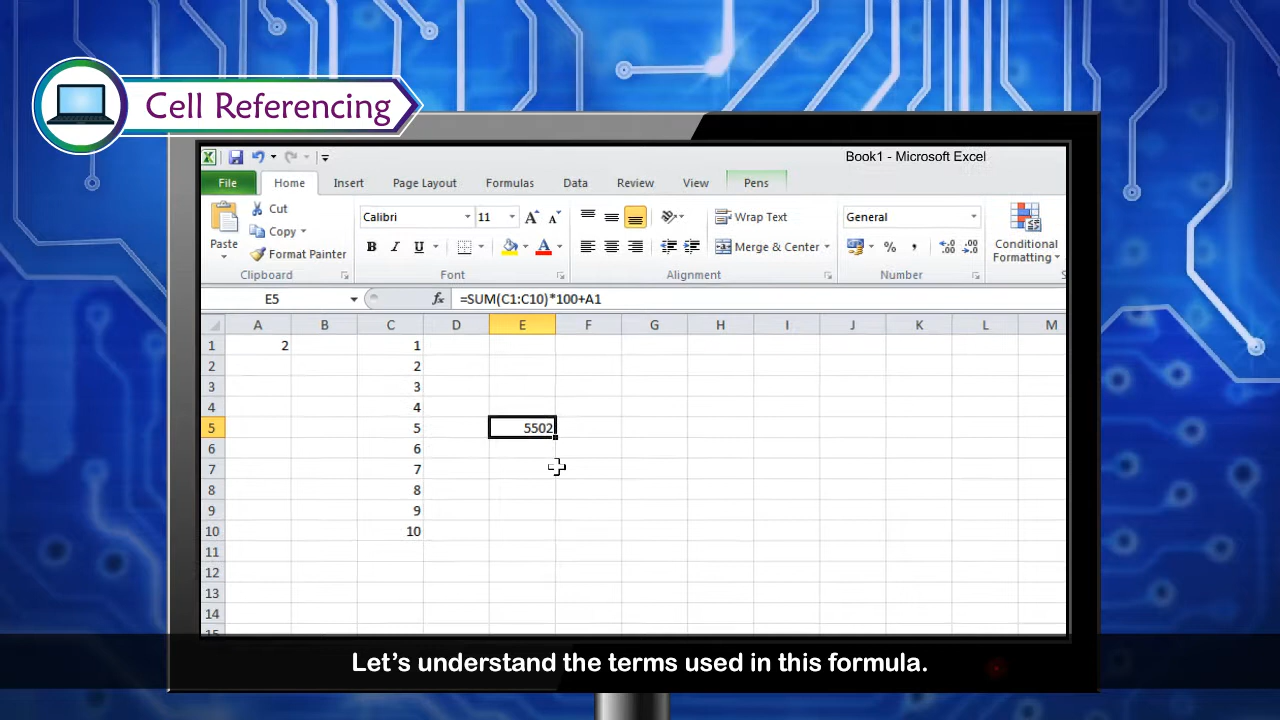 Cell Referencing
Book1 - Microsoft Excel
File Home Insert Page Layout Formulas Data Review View Pens
Paste
Cut
Copy
Format Painter
Clipboard
Calibri 11
B I U A
Font
Wrap Text
Merge & Center
Alignment
General
% ,
Number
Conditional
Formatting
E5 fx =SUM(C1:C10)*100+A1
A B C D E F G H I J K L M
1 2 1
2 2
3 3
4 4
5 5 5502
6 6
7 7
8 8
9 9
10 10
11
12
13
14
15
Let's understand the terms used in this formula.